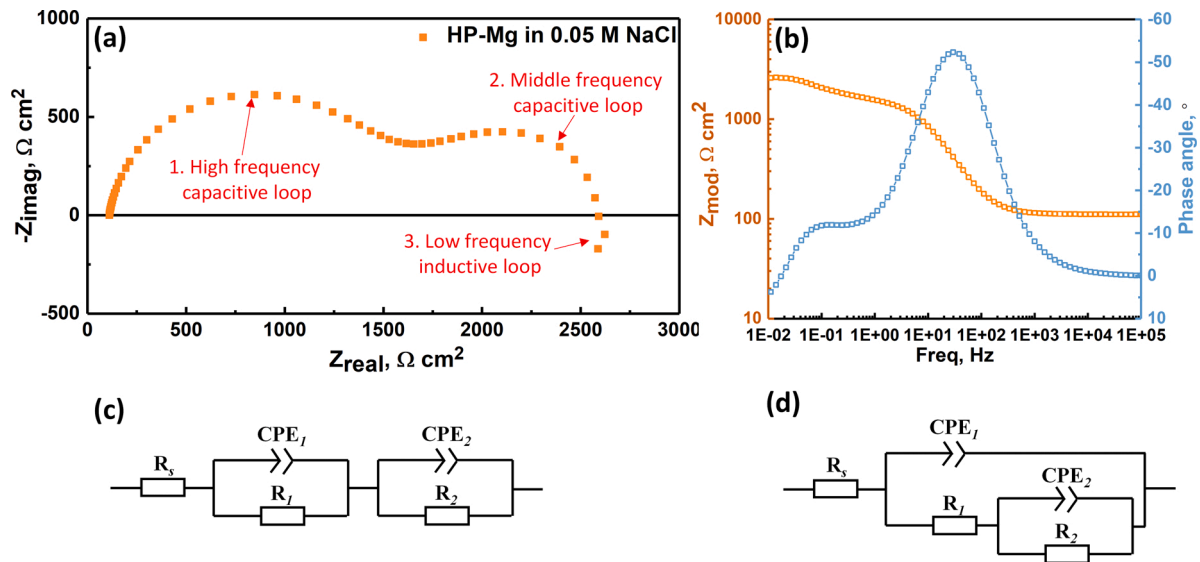 (a)
HP-Mg in 0.05 M NaCl
1. High frequency
capacitive loop
2. Middle frequency
capacitive loop
3. Low frequency
inductive loop
-Zimag, Ω cm2
1000
500
0
-500
0 500 1000 1500 2000 2500 3000
Zreal, Ω cm2
(b)
Zmod, Ω cm2
10000
1000
100
10
Phase angle, °
-60
-50
-40
-30
-20
-10
0
10
1E-02 1E-01 1E+00 1E+01 1E+02 1E+03 1E+04 1E+05
Freq, Hz
(c)
Rs
CPE1
R1
CPE2
R2
(d)
Rs
CPE1
R1
CPE2
R2